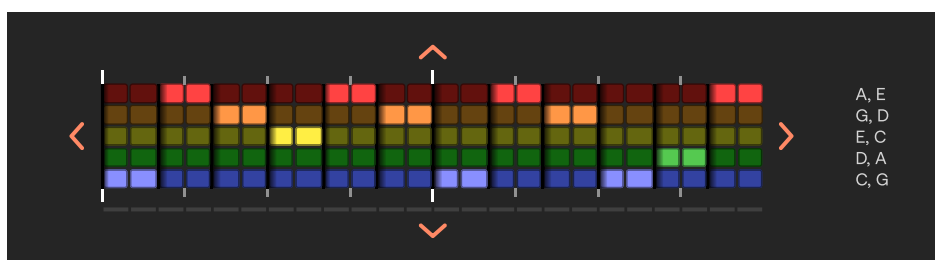 A, E
G, D
E, C
D, A
C, G